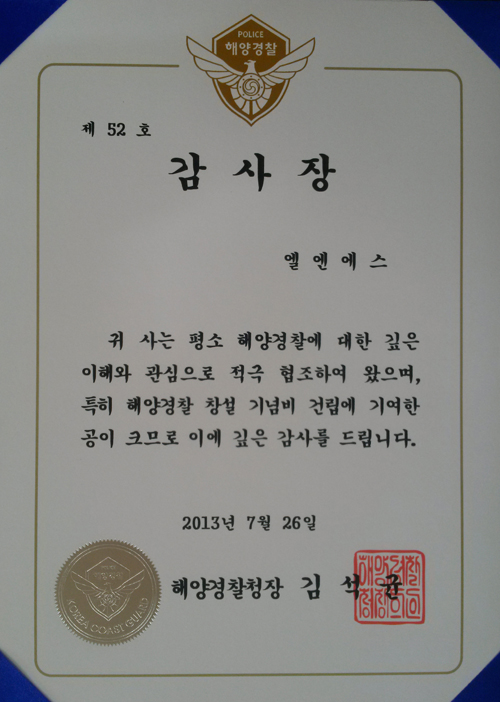 POLICE
해양경찰
제 52 호
감 사 장
엘 엔 에 스
귀 사는 평소 해양경찰에 대한 깊은
이해와 관심으로 적극 협조하여 왔으며,
특히 해양경찰 창설 기념비 건립에 기여한
공이 크므로 이에 깊은 감사를 드립니다.
2013년 7월 26일
해양경찰청장 김 석 균
KOREA COAST GUARD